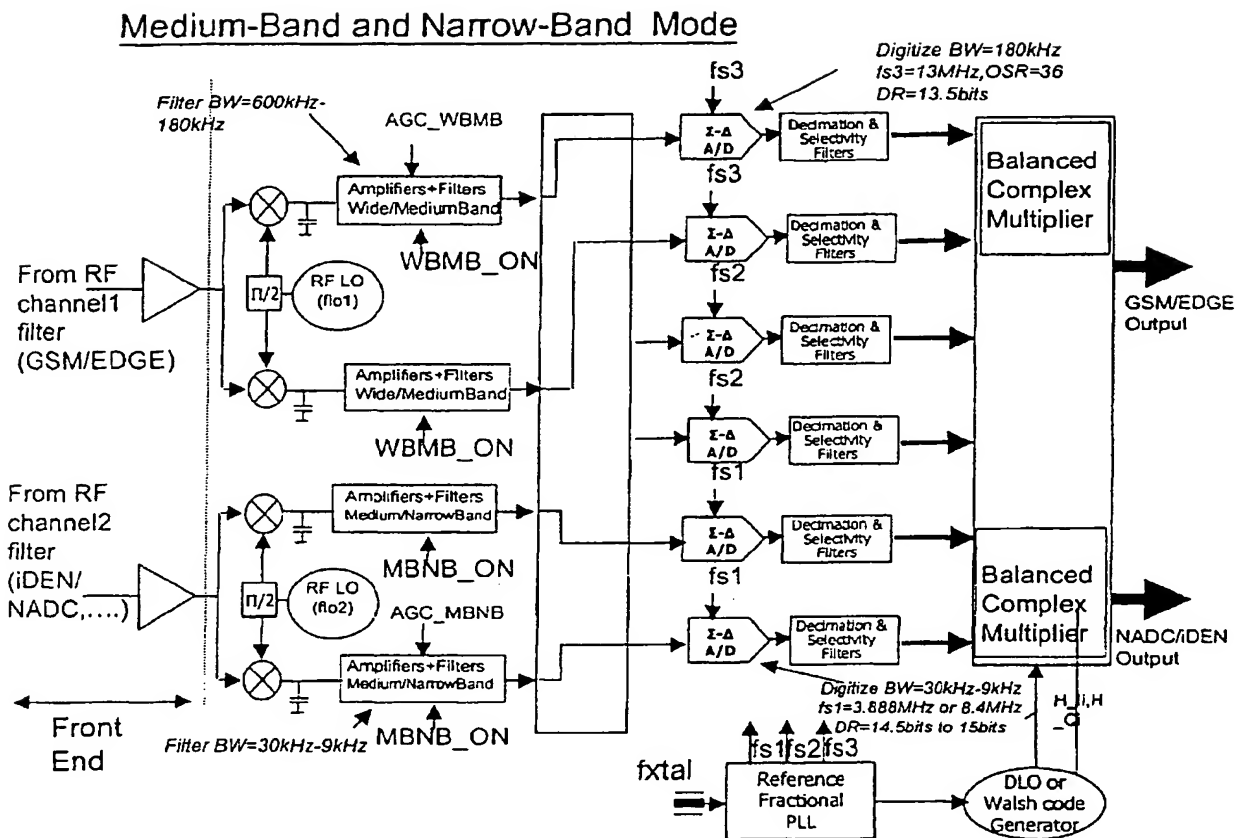 Medium-Band and Narrow-Band Mode
Digitize BW=180kHz
fs3=13MHz,OSR=36
DR=13.5bits
fs3
Filter BW=600kHz-
180kHz
AGC_WBMB
Σ-Δ
A/D
Decimation &
Selectivity
Filters
Balanced
Complex
Multiplier
fs3
Amplifiers+Filters
Wide/MediumBand
Σ-Δ
A/D
Decimation &
Selectivity
Filters
WBMB_ON
From RF
channel1
filter
(GSM/EDGE)
Π/2
RF LO
(flo1)
fs2
GSM/EDGE
Output
Σ-Δ
A/D
Decimation &
Selectivity
Filters
fs2
Amplifiers+Filters
Wide/MediumBand
WBMB_ON
Σ-Δ
A/D
Decimation &
Selectivity
Filters
fs1
From RF
channel2
filter
(iDEN/
NADC,....)
Amplifiers+Filters
Medium/NarrowBand
Σ-Δ
A/D
Decimation &
Selectivity
Filters
MBNB_ON
fs1
Balanced
Complex
Multiplier
Π/2
RF LO
(flo2)
AGC_MBNB
Σ-Δ
A/D
Decimation &
Selectivity
Filters
NADC/iDEN
Output
Amplifiers+Filters
Medium/NarrowBand
MBNB_ON
Filter BW=30kHz-9kHz
Front
End
Digitize BW=30kHz-9kHz
fs1=3.888MHz or 8.4MHz
DR=14.5bits to 15bits
fs1 fs2 fs3
fxtal
Reference
Fractional
PLL
DLO or
Walsh code
Generator